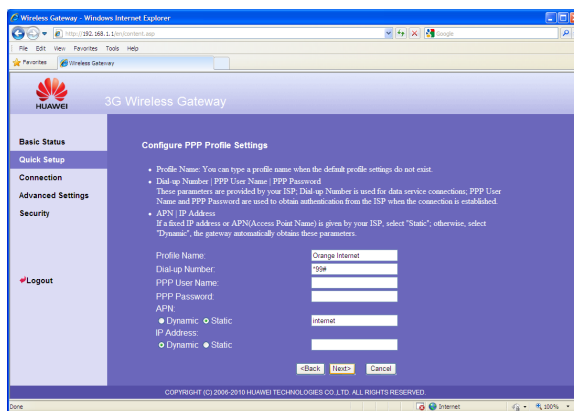 Wireless Gateway - Windows Internet Explorer
http://192.168.1.1/en/content.asp
Google
File Edit View Favorites Tools Help
Favorites
Wireless Gateway
HUAWEI
3G Wireless Gateway
Basic Status
Quick Setup
Connection
Advanced Settings
Security
Logout
Configure PPP Profile Settings
• Profile Name: You can type a profile name when the default profile settings do not exist.
• Dial-up Number | PPP User Name | PPP Password
These parameters are provided by your ISP; Dial-up Number is used for data service connections; PPP User
Name and PPP Password are used to obtain authentication from the ISP when the connection is established.
• APN | IP Address
If a fixed IP address or APN(Access Point Name) is given by your ISP, select "Static"; otherwise, select
"Dynamic", the gateway automatically obtains these parameters.
Profile Name: Orange Internet
Dial-up Number: *99#
PPP User Name:
PPP Password:
APN:
Dynamic Static internet
IP Address:
Dynamic Static
<Back Next> Cancel
COPYRIGHT (C) 2006-2010 HUAWEI TECHNOLOGIES CO.,LTD. ALL RIGHTS RESERVED.
Done Internet 100%